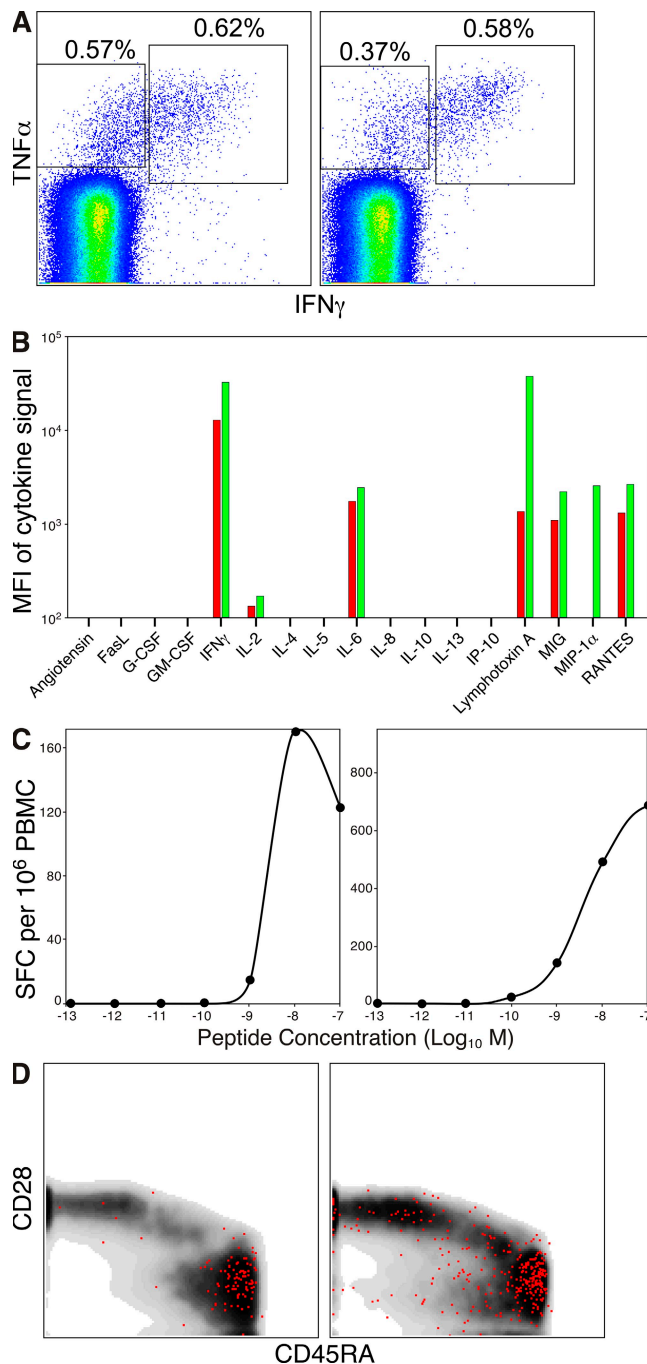 A
0.57%
0.62%
0.37%
0.58%
TNFα
IFNγ
B
MFI of cytokine signal
10⁵
10⁴
10³
10²
Angiotensin
FasL
G-CSF
GM-CSF
IFNγ
IL-2
IL-4
IL-5
IL-6
IL-8
IL-10
IL-13
IP-10
Lymphotoxin A
MIG
MIP-1α
RANTES
C
SFC per 10⁶ PBMC
160
120
80
40
0
-13 -12 -11 -10 -9 -8 -7
800
600
400
200
0
-13 -12 -11 -10 -9 -8 -7
Peptide Concentration (Log₁₀ M)
D
CD28
CD45RA